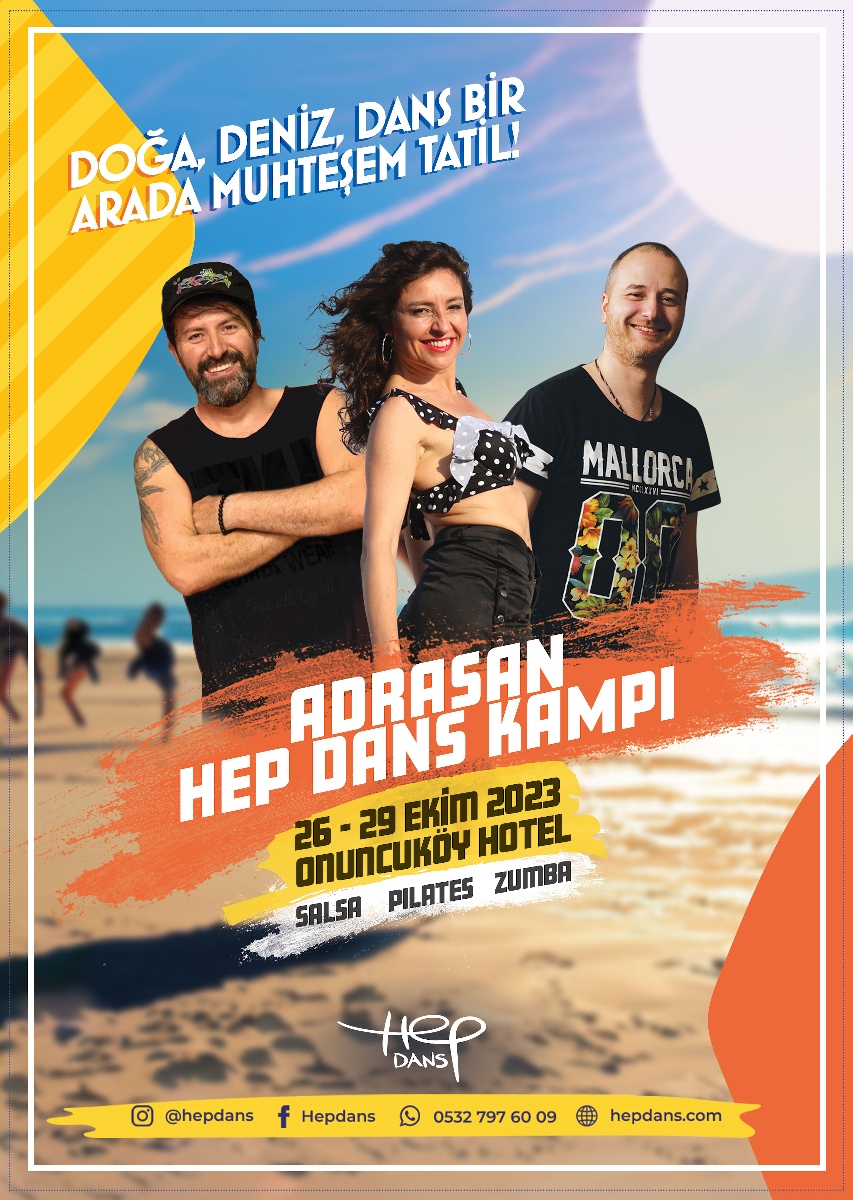 DOĞA, DENİZ, DANS BİR
ARADA MUHTEŞEM TATİL!
MALLORCA
80
ADRASAN
HEP DANS KAMPI
26 - 29 EKİM 2023
ONUNCUKÖY HOTEL
SALSA PILATES ZUMBA
Hep
DANS
@hepdans Hepdans 0532 797 60 09 hepdans.com